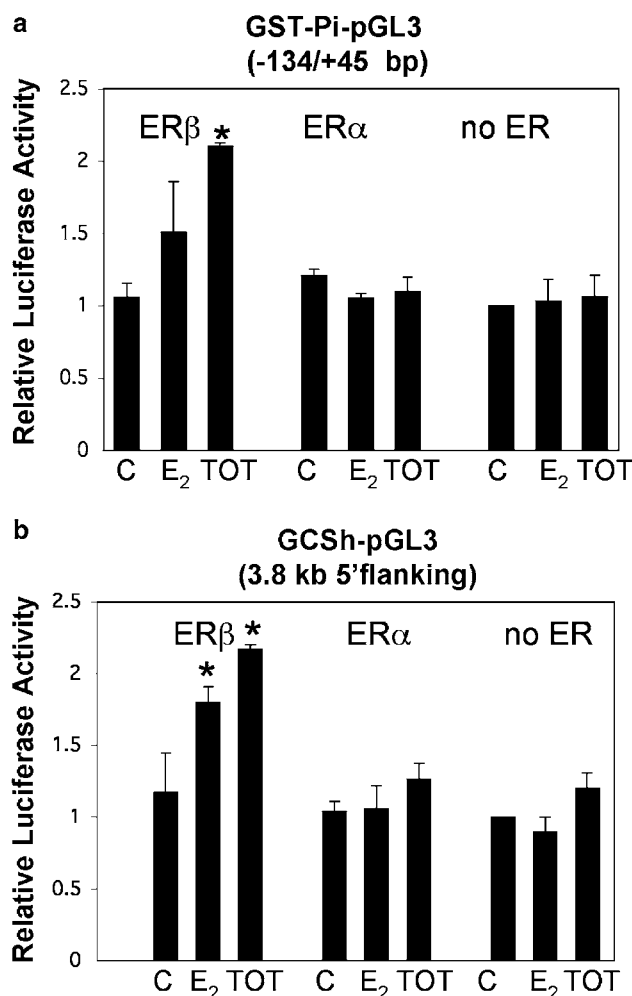 a
GST-Pi-pGL3
(-134/+45 bp)
Relative Luciferase Activity
2.5
2
1.5
1
0.5
0
ERβ
*
ERα
no ER
C E₂ TOT C E₂ TOT C E₂ TOT
b
GCSh-pGL3
(3.8 kb 5'flanking)
Relative Luciferase Activity
2.5
2
1.5
1
0.5
0
ERβ
* *
ERα
no ER
C E₂ TOT C E₂ TOT C E₂ TOT